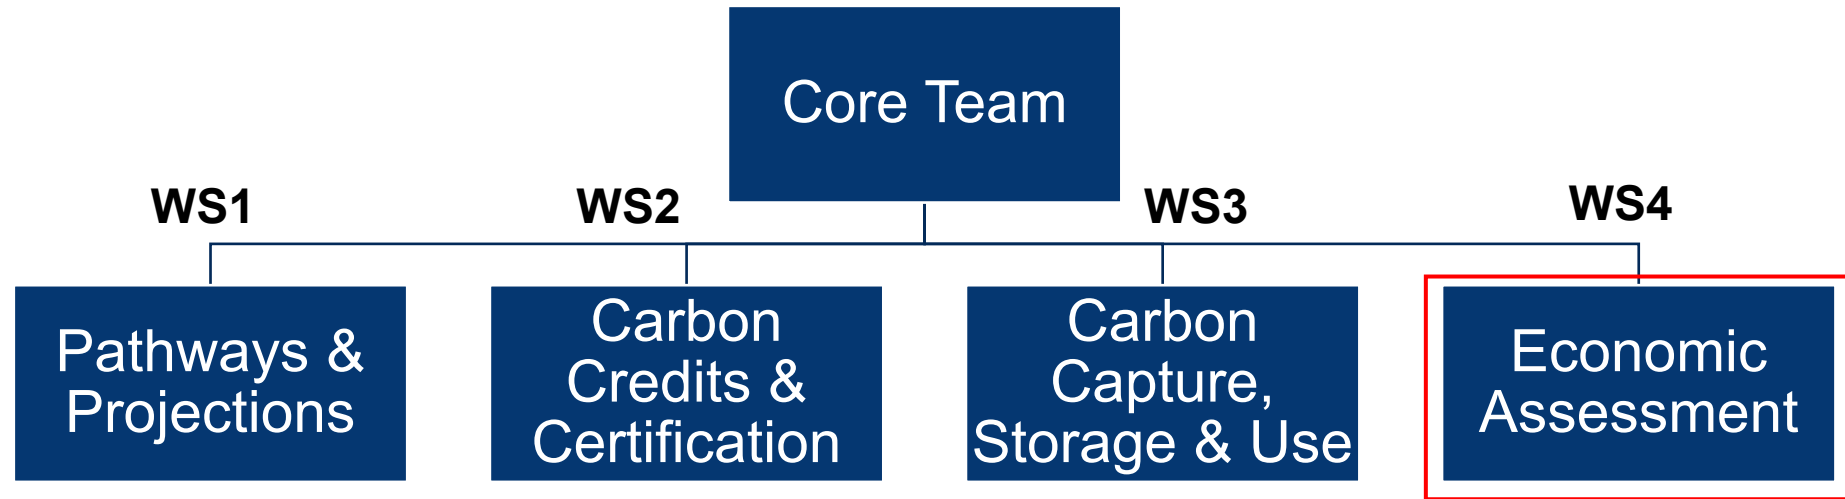 Core Team
WS1
WS2
WS3
WS4
Pathways &
Projections
Carbon
Credits &
Certification
Carbon
Capture,
Storage & Use
Economic
Assessment